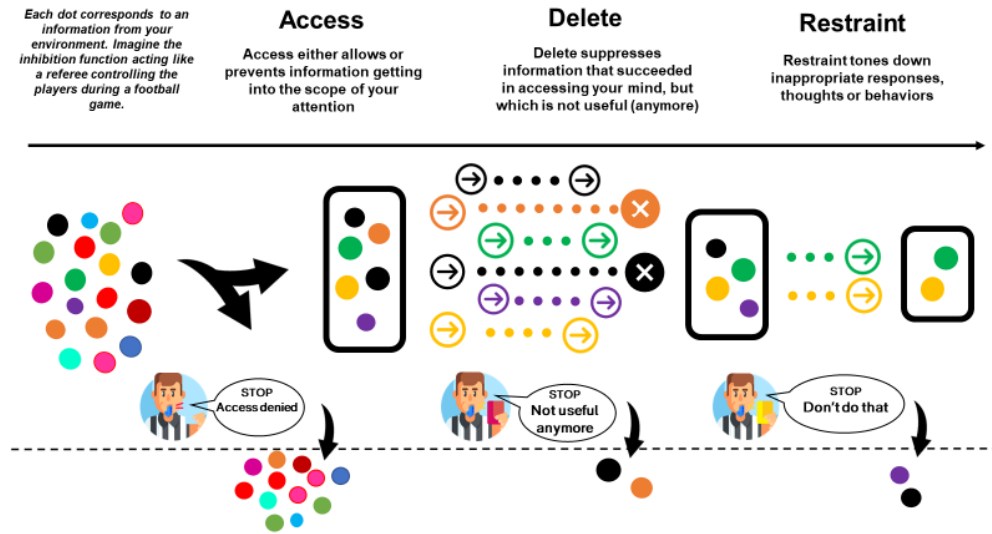 Each dot corresponds to an
information from your
environment. Imagine the
inhibition function acting like
a referee controlling the
players during a football
game.
Access
Access either allows or
prevents information getting
into the scope of your
attention
Delete
Delete suppresses
information that succeeded
in accessing your mind, but
which is not useful (anymore)
Restraint
Restraint tones down
inappropriate responses,
thoughts or behaviors
STOP
Access denied
STOP
Not useful
anymore
STOP
Don't do that